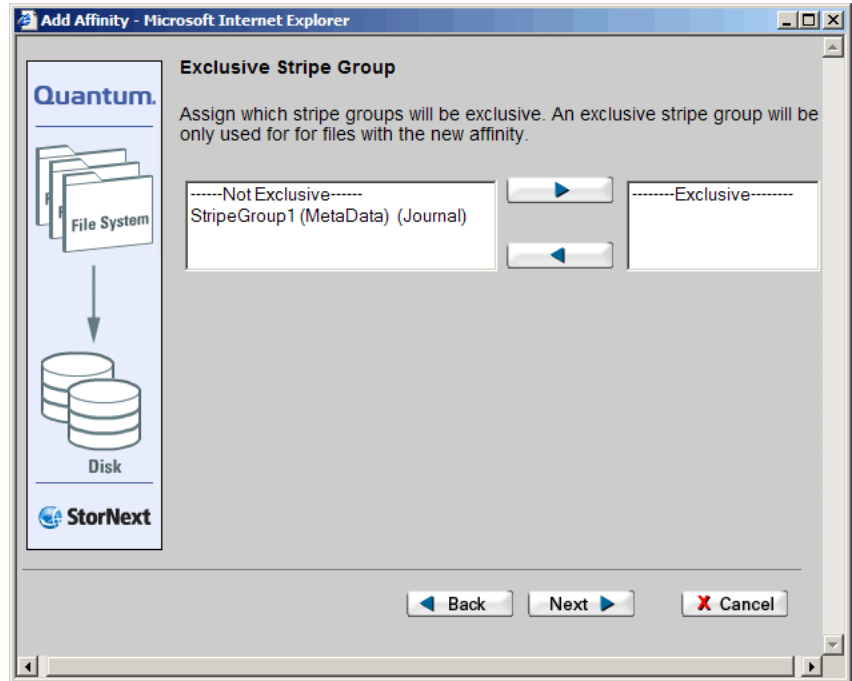 Add Affinity - Microsoft Internet Explorer
Quantum.
File System
Disk
StorNext
Exclusive Stripe Group
Assign which stripe groups will be exclusive. An exclusive stripe group will be
only used for for files with the new affinity.
------Not Exclusive------
StripeGroup1 (MetaData) (Journal)
--------Exclusive--------
Back
Next
X Cancel